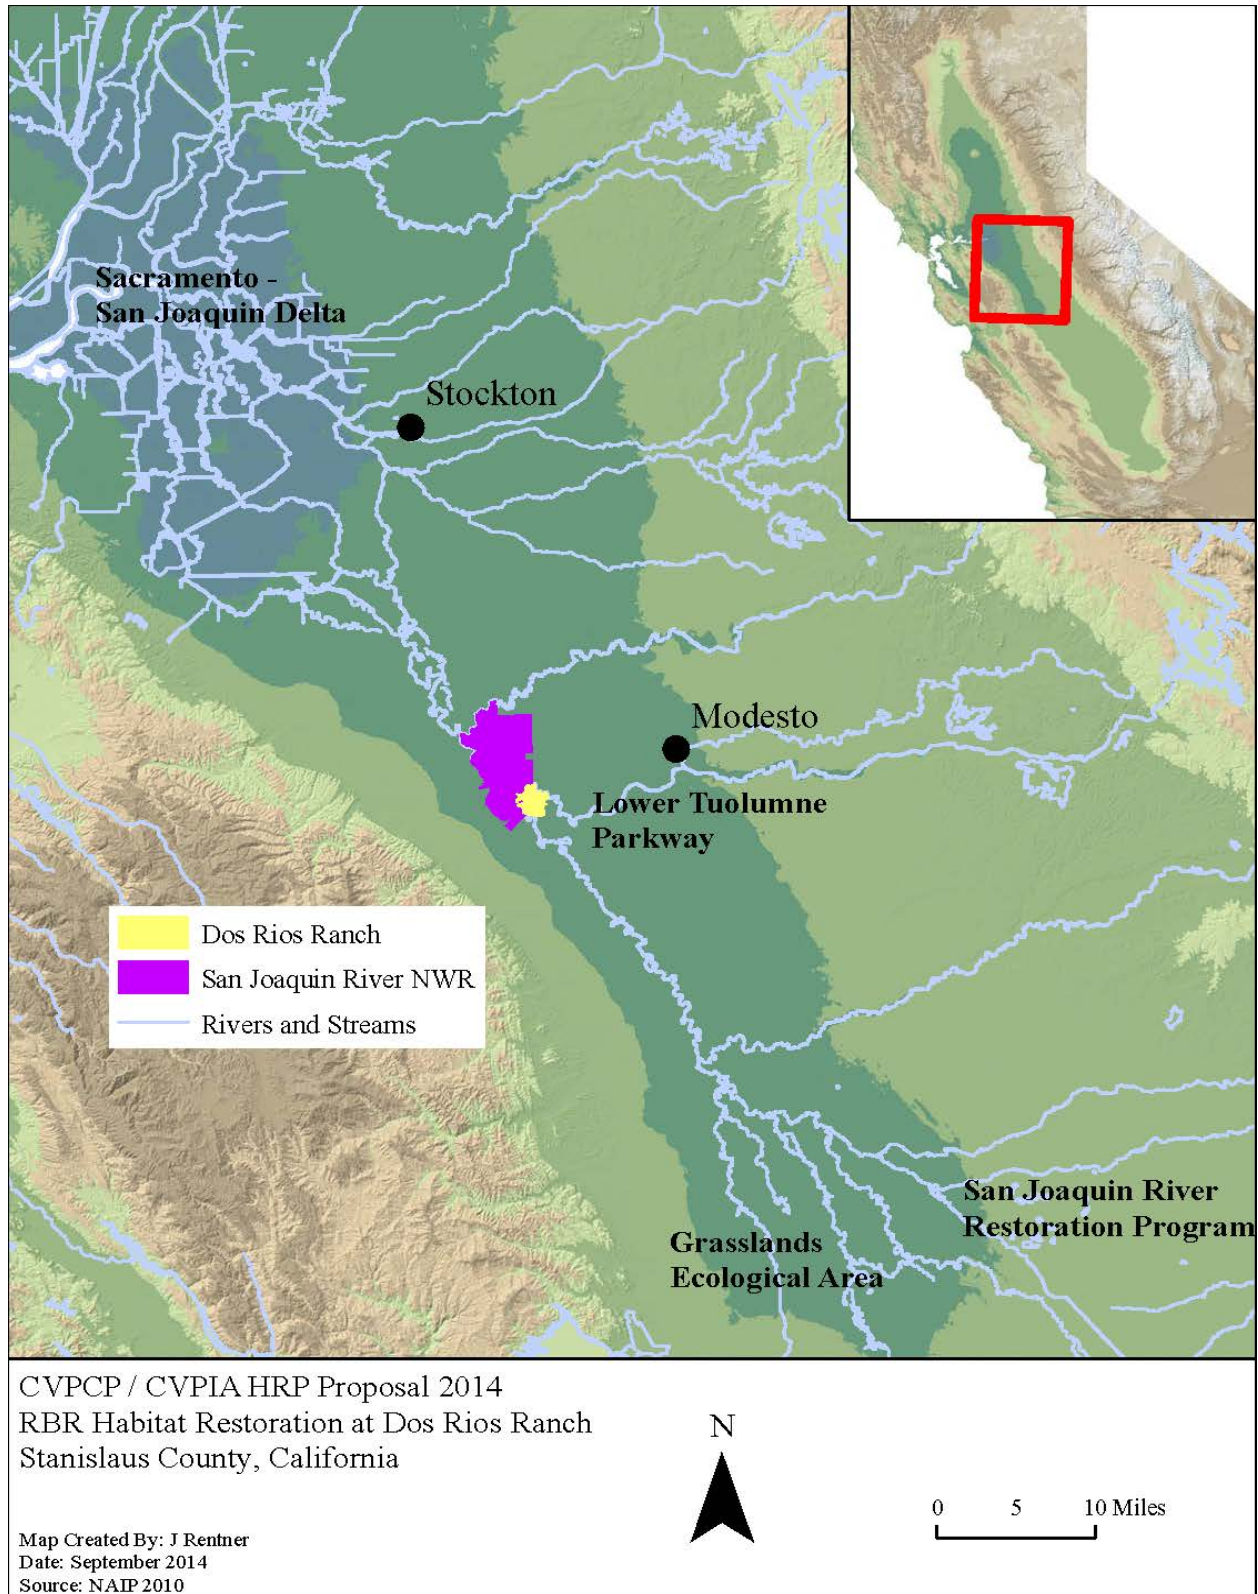 Sacramento -
San Joaquin Delta
Stockton
Modesto
Lower Tuolumne
Parkway
Dos Rios Ranch
San Joaquin River NWR
Rivers and Streams
San Joaquin River
Restoration Program
Grasslands
Ecological Area
CVPCP / CVPIA HRP Proposal 2014
RBR Habitat Restoration at Dos Rios Ranch
Stanislaus County, California
N
0 5 10 Miles
Map Created By: J Rentner
Date: September 2014
Source: NAIP 2010